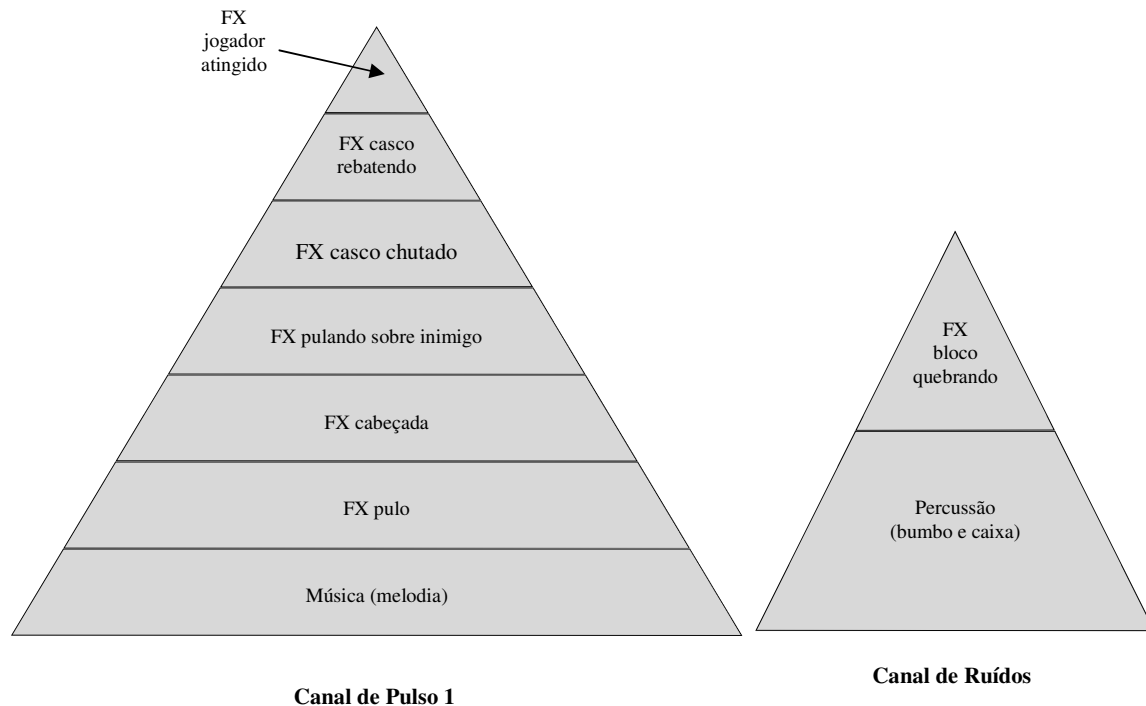 FX
jogador
atingido
FX casco
rebatendo
FX casco chutado
FX pulando sobre inimigo
FX cabeçada
FX pulo
Música (melodia)
Canal de Pulso 1
FX
bloco
quebrando
Percussão
(bumbo e caixa)
Canal de Ruídos